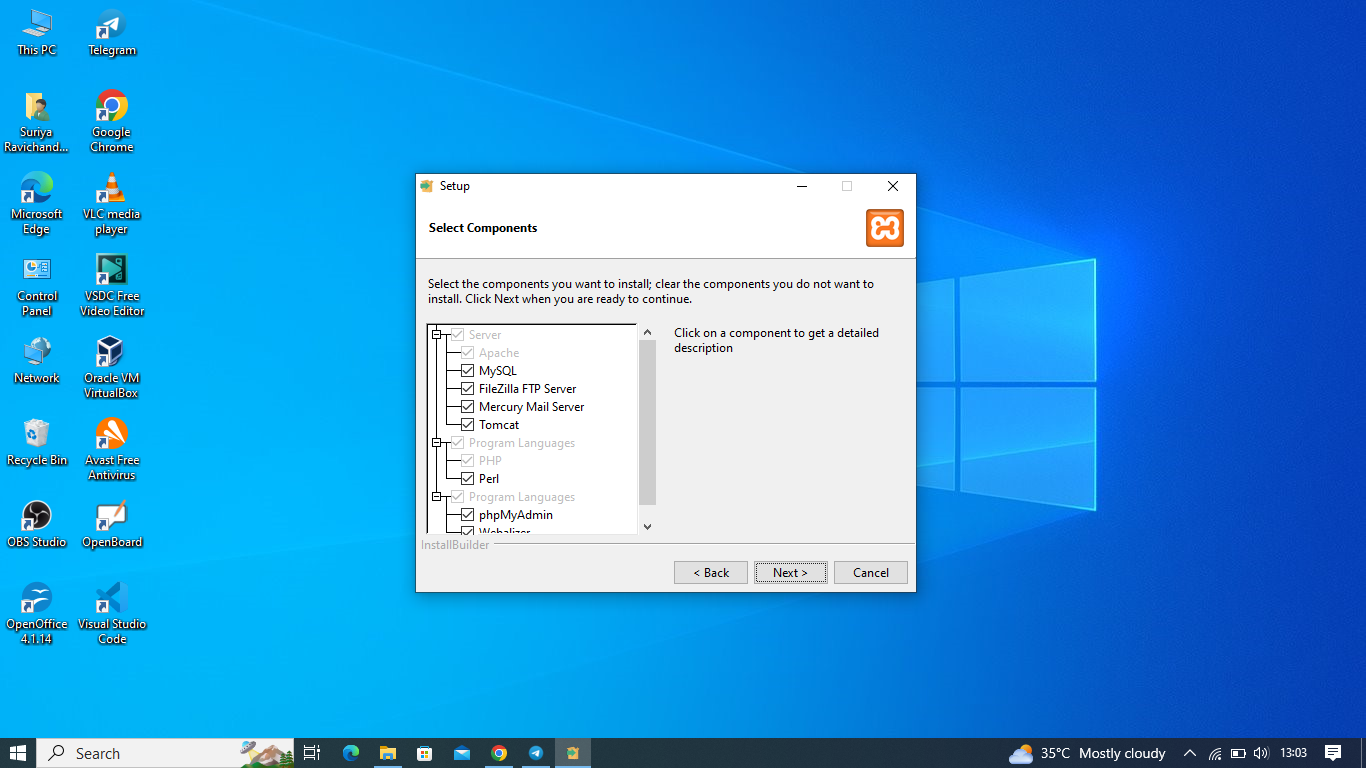 This PC
Telegram
Suriya
Ravichand...
Google
Chrome
Microsoft
Edge
VLC media
player
Control
Panel
VSDC Free
Video Editor
Network
Oracle VM
VirtualBox
Recycle Bin
Avast Free
Antivirus
OBS Studio
OpenBoard
OpenOffice
4.1.14
Visual Studio
Code
Setup
Select Components
Select the components you want to install; clear the components you do not want to
install. Click Next when you are ready to continue.
Server
Apache
MySQL
FileZilla FTP Server
Mercury Mail Server
Tomcat
Program Languages
PHP
Perl
Program Languages
phpMyAdmin
Webalizer
Click on a component to get a detailed
description
InstallBuilder
< Back
Next >
Cancel
Search
35°C Mostly cloudy
13:03